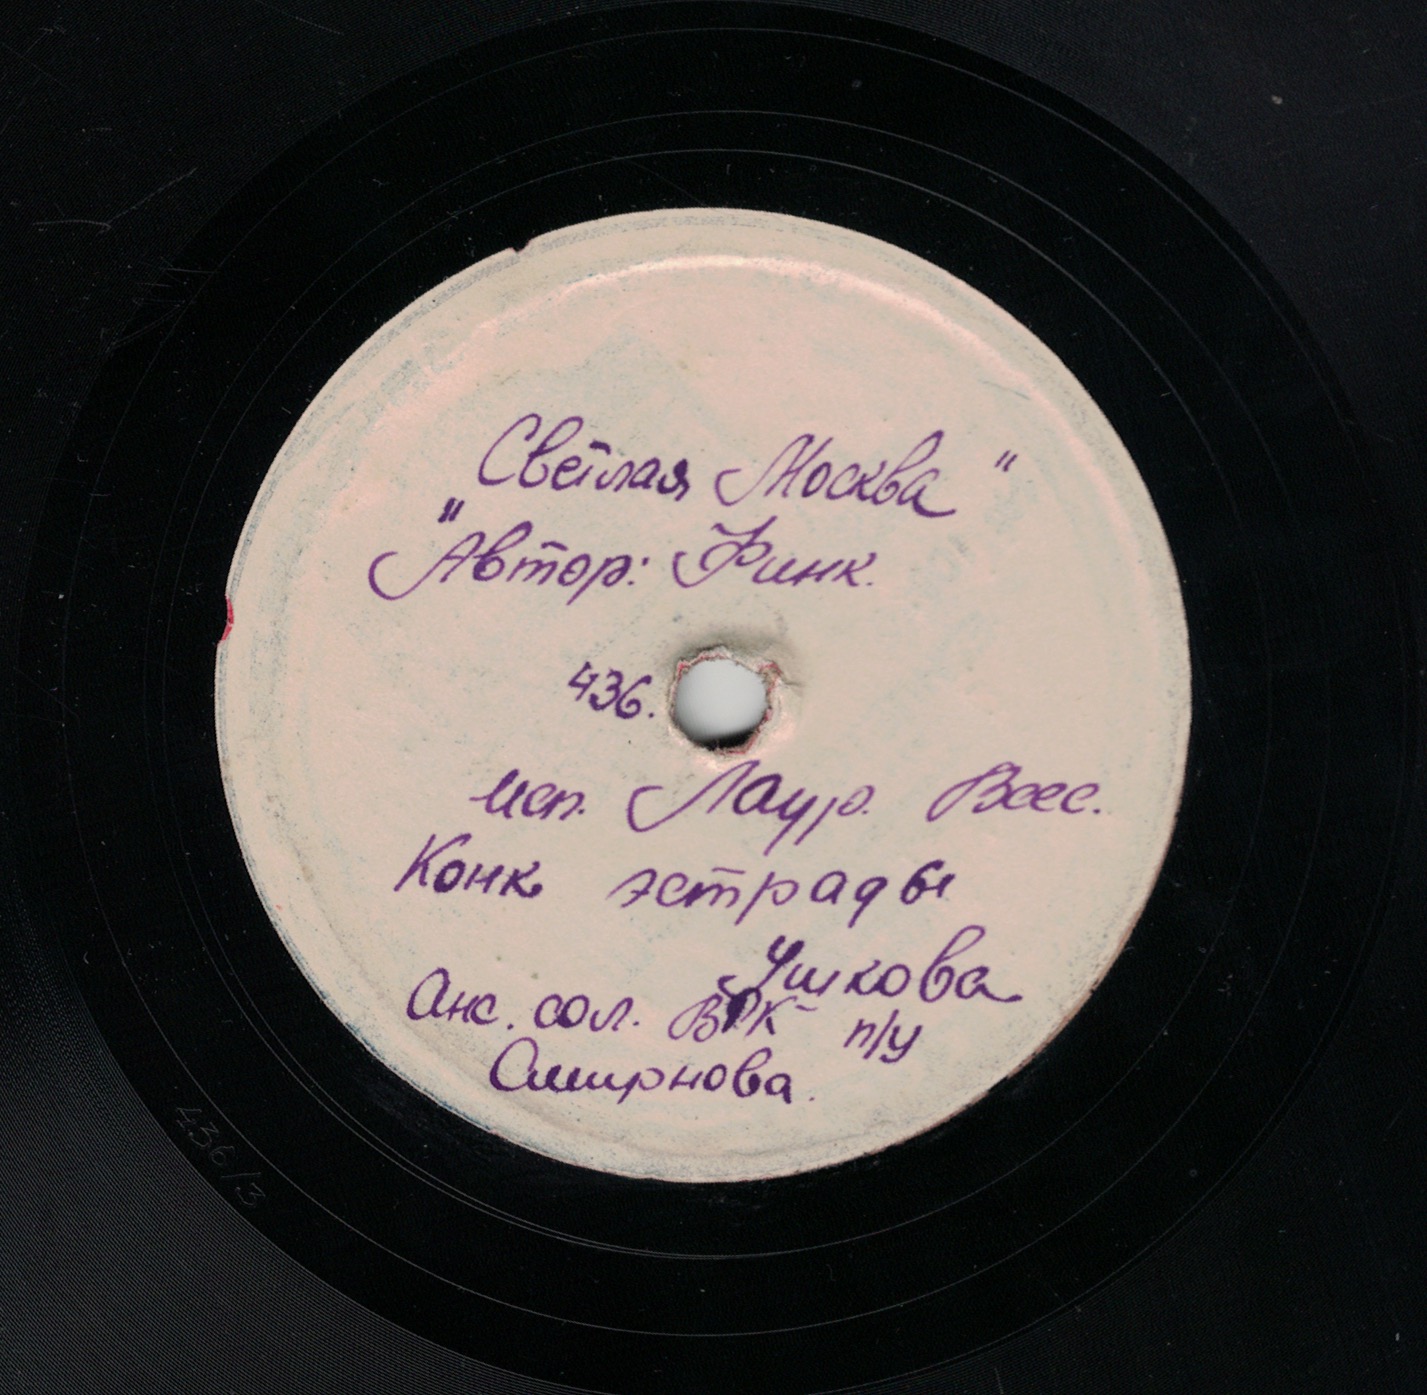 Светлая Москва"
"Автор: Финк.
436.
исп. Лаур. Всес.
Конк эстрады
Ушкова
Анс. сол. ВРК п/у
Смирнова.
436/3